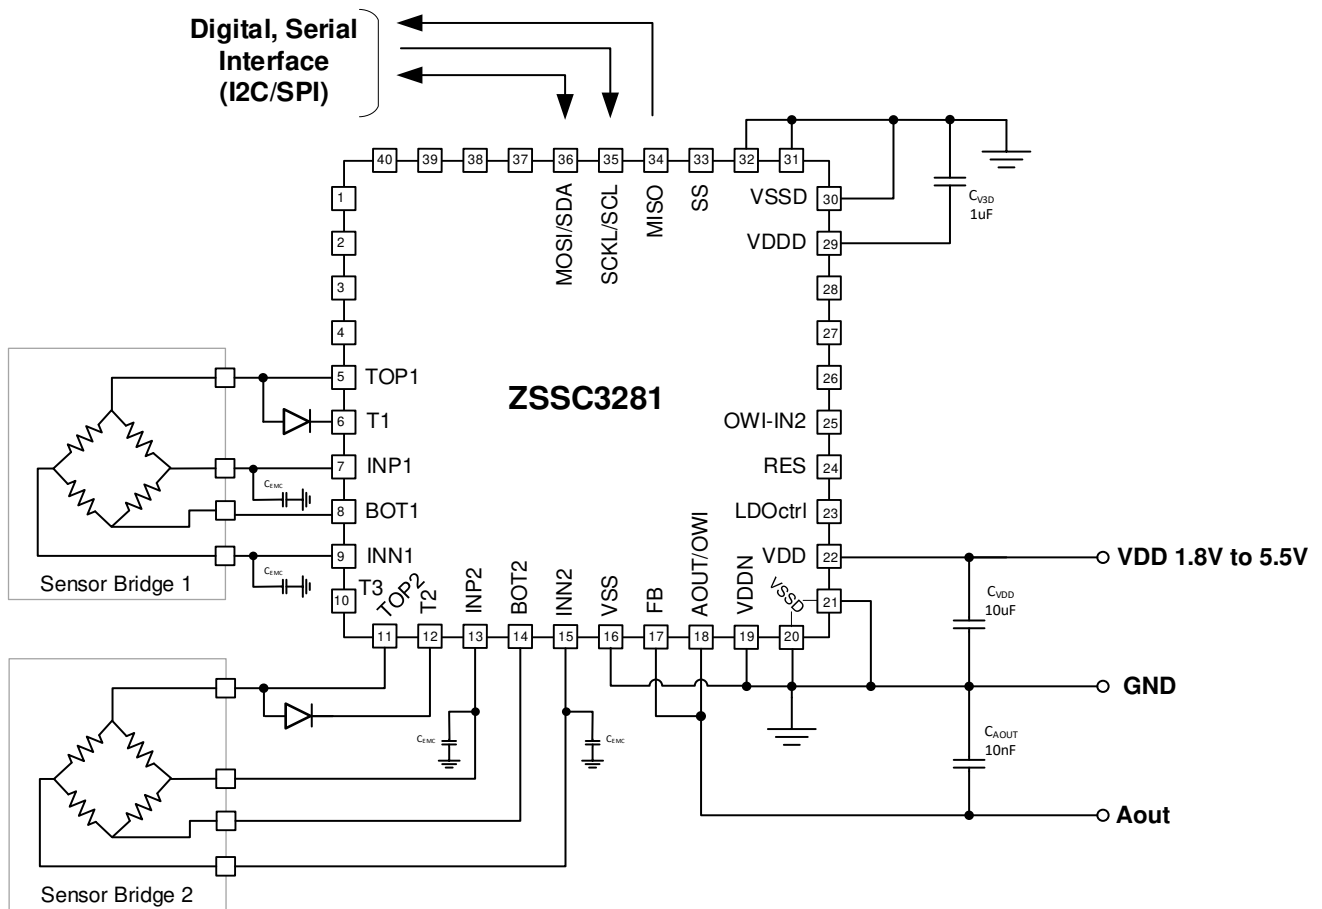 Digital, Serial
Interface
(I2C/SPI)
40
39
38
37
36
35
34
33
32
31
MOSI/SDA
SCKL/SCL
MISO
SS
1
2
3
4
5
TOP1
6
T1
7
INP1
8
BOT1
9
INN1
10
T3
ZSSC3281
VSSD
30
VDDD
29
28
27
26
OWI-IN2
25
RES
24
LDOctrl
23
VDD
22
VSSD
21
CV3D
1uF
CEMC
CEMC
Sensor Bridge 1
TOP2
T2
INP2
BOT2
INN2
VSS
FB
AOUT/OWI
VDDN
11
12
13
14
15
16
17
18
19
20
VDD 1.8V to 5.5V
CVDD
10uF
GND
CEMC
CEMC
CAOUT
10nF
Aout
Sensor Bridge 2